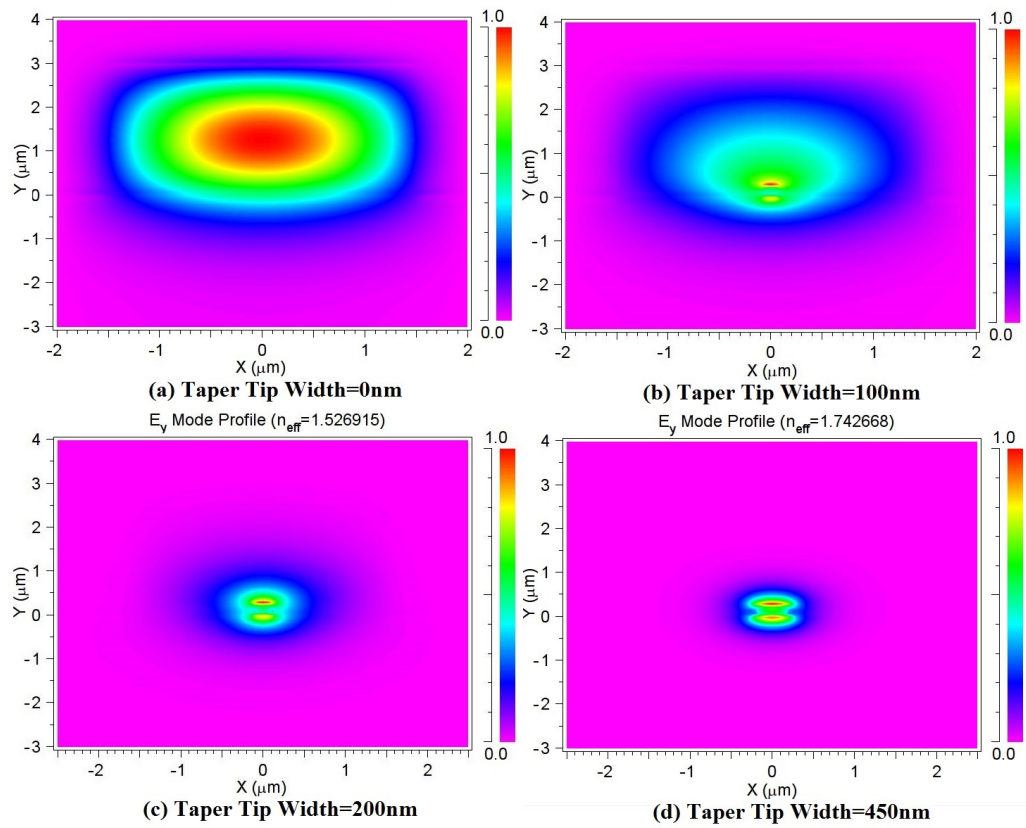 4
3
2
1
0
-1
-2
-3
Y (μm)
-2 -1 0 1 2
X (μm)
1.0
0.0
(a) Taper Tip Width=0nm
4
3
2
1
0
-1
-2
-3
Y (μm)
-2 -1 0 1 2
X (μm)
1.0
0.0
(b) Taper Tip Width=100nm
Ey Mode Profile (neff=1.526915)
4
3
2
1
0
-1
-2
-3
Y (μm)
-2 -1 0 1 2
X (μm)
1.0
0.0
(c) Taper Tip Width=200nm
Ey Mode Profile (neff=1.742668)
4
3
2
1
0
-1
-2
-3
Y (μm)
-2 -1 0 1 2
X (μm)
1.0
0.0
(d) Taper Tip Width=450nm